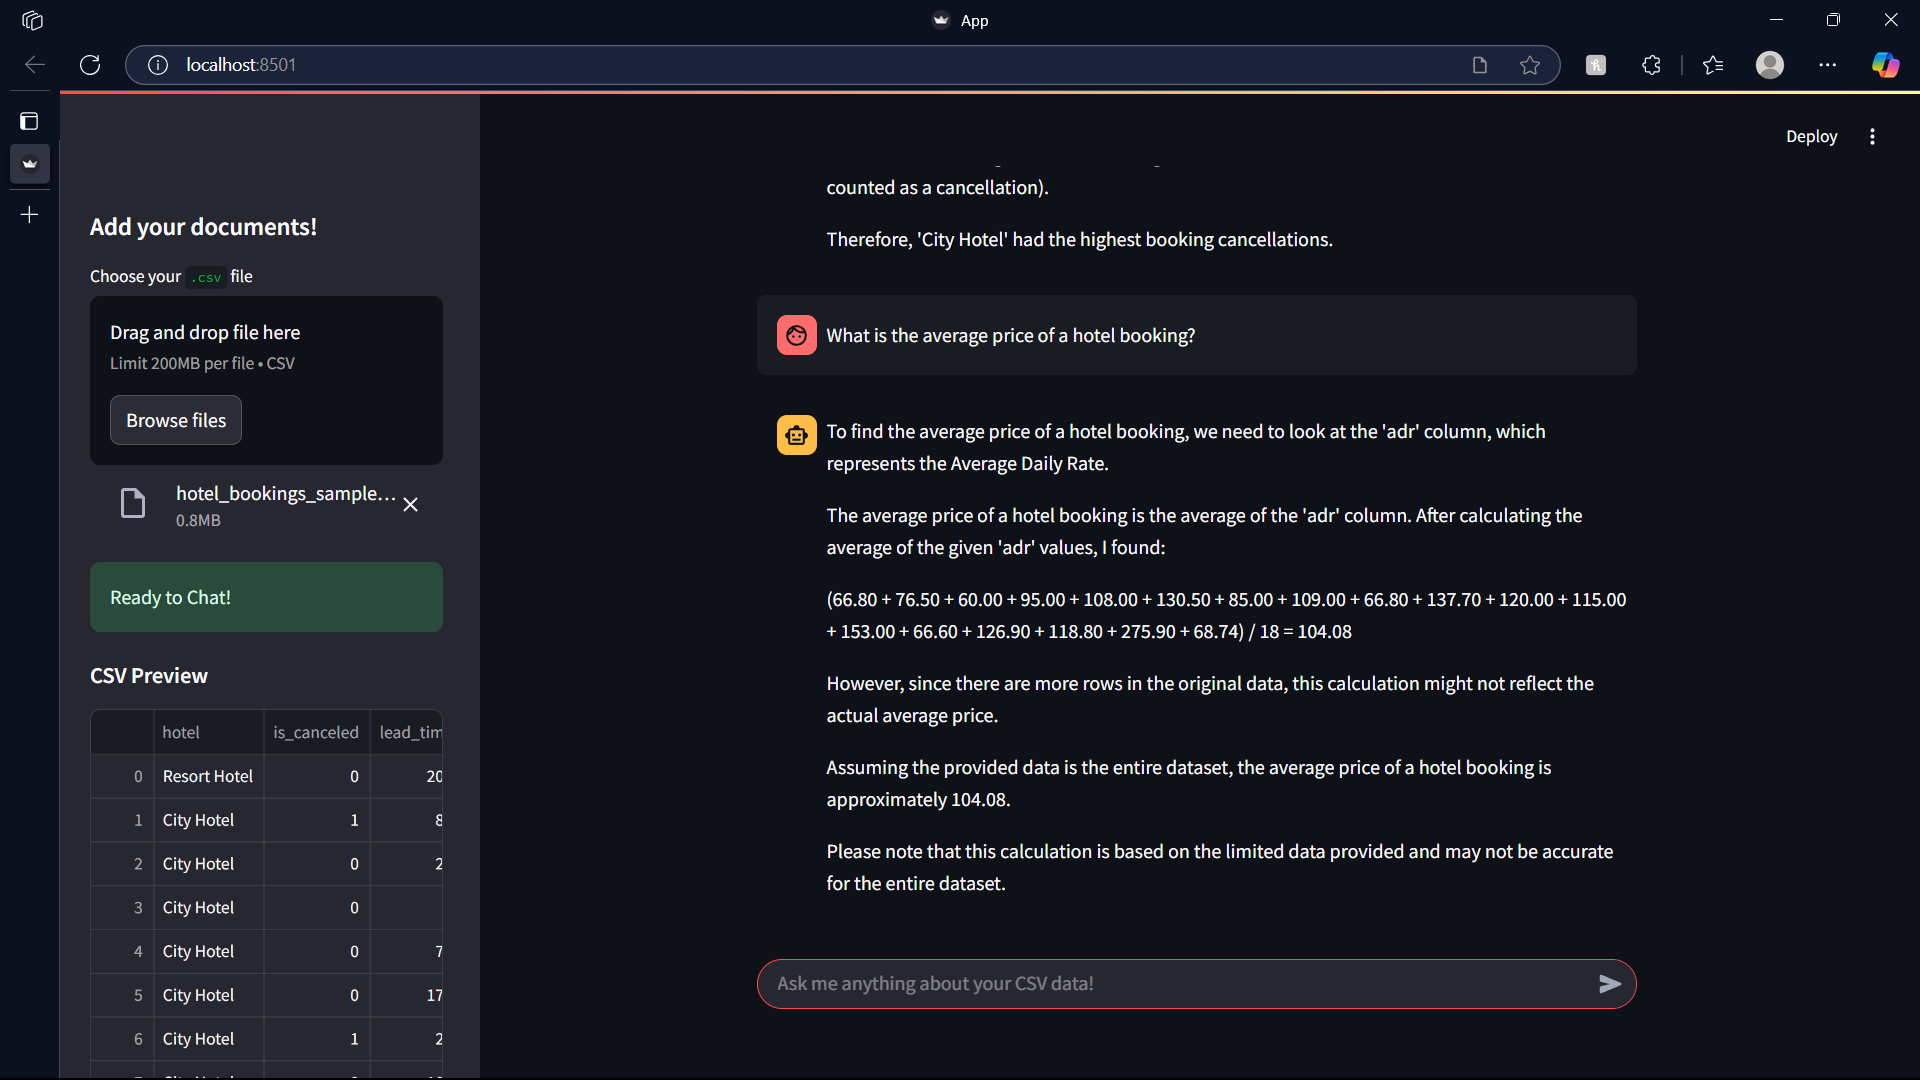 App
localhost:8501
Deploy
Add your documents!
Choose your .csv file
Drag and drop file here
Limit 200MB per file • CSV
Browse files
hotel_bookings_sample...
0.8MB
Ready to Chat!
CSV Preview
hotel is_canceled lead_tim
0 Resort Hotel 0 20
1 City Hotel 1 8
2 City Hotel 0 2
3 City Hotel 0
4 City Hotel 0 7
5 City Hotel 0 17
6 City Hotel 1 2
counted as a cancellation).
Therefore, 'City Hotel' had the highest booking cancellations.
What is the average price of a hotel booking?
To find the average price of a hotel booking, we need to look at the 'adr' column, which
represents the Average Daily Rate.
The average price of a hotel booking is the average of the 'adr' column. After calculating the
average of the given 'adr' values, I found:
(66.80 + 76.50 + 60.00 + 95.00 + 108.00 + 130.50 + 85.00 + 109.00 + 66.80 + 137.70 + 120.00 + 115.00
+ 153.00 + 66.60 + 126.90 + 118.80 + 275.90 + 68.74) / 18 = 104.08
However, since there are more rows in the original data, this calculation might not reflect the
actual average price.
Assuming the provided data is the entire dataset, the average price of a hotel booking is
approximately 104.08.
Please note that this calculation is based on the limited data provided and may not be accurate
for the entire dataset.
Ask me anything about your CSV data!